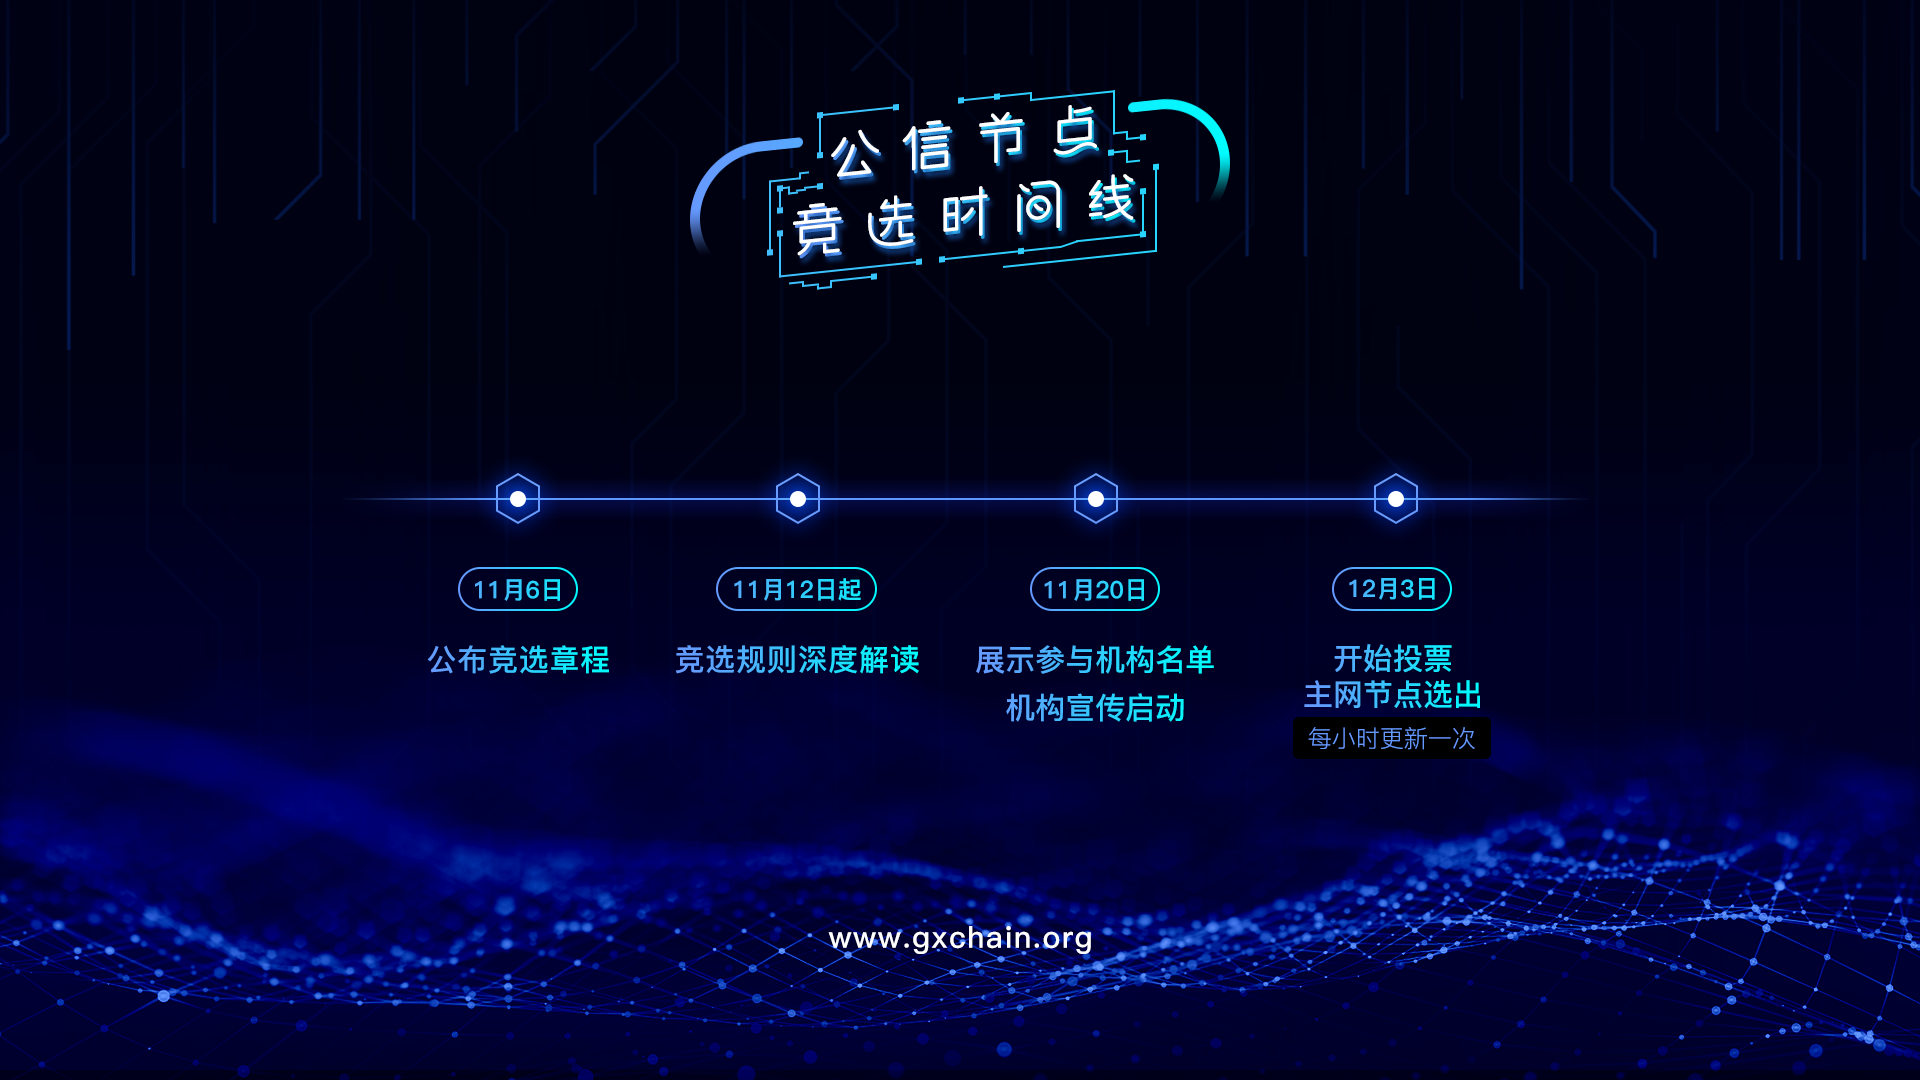 公信节点
竞选时间线
11月6日
公布竞选章程
11月12日起
竞选规则深度解读
11月20日
展示参与机构名单
机构宣传启动
12月3日
开始投票
主网节点选出
每小时更新一次
www.gxchain.org